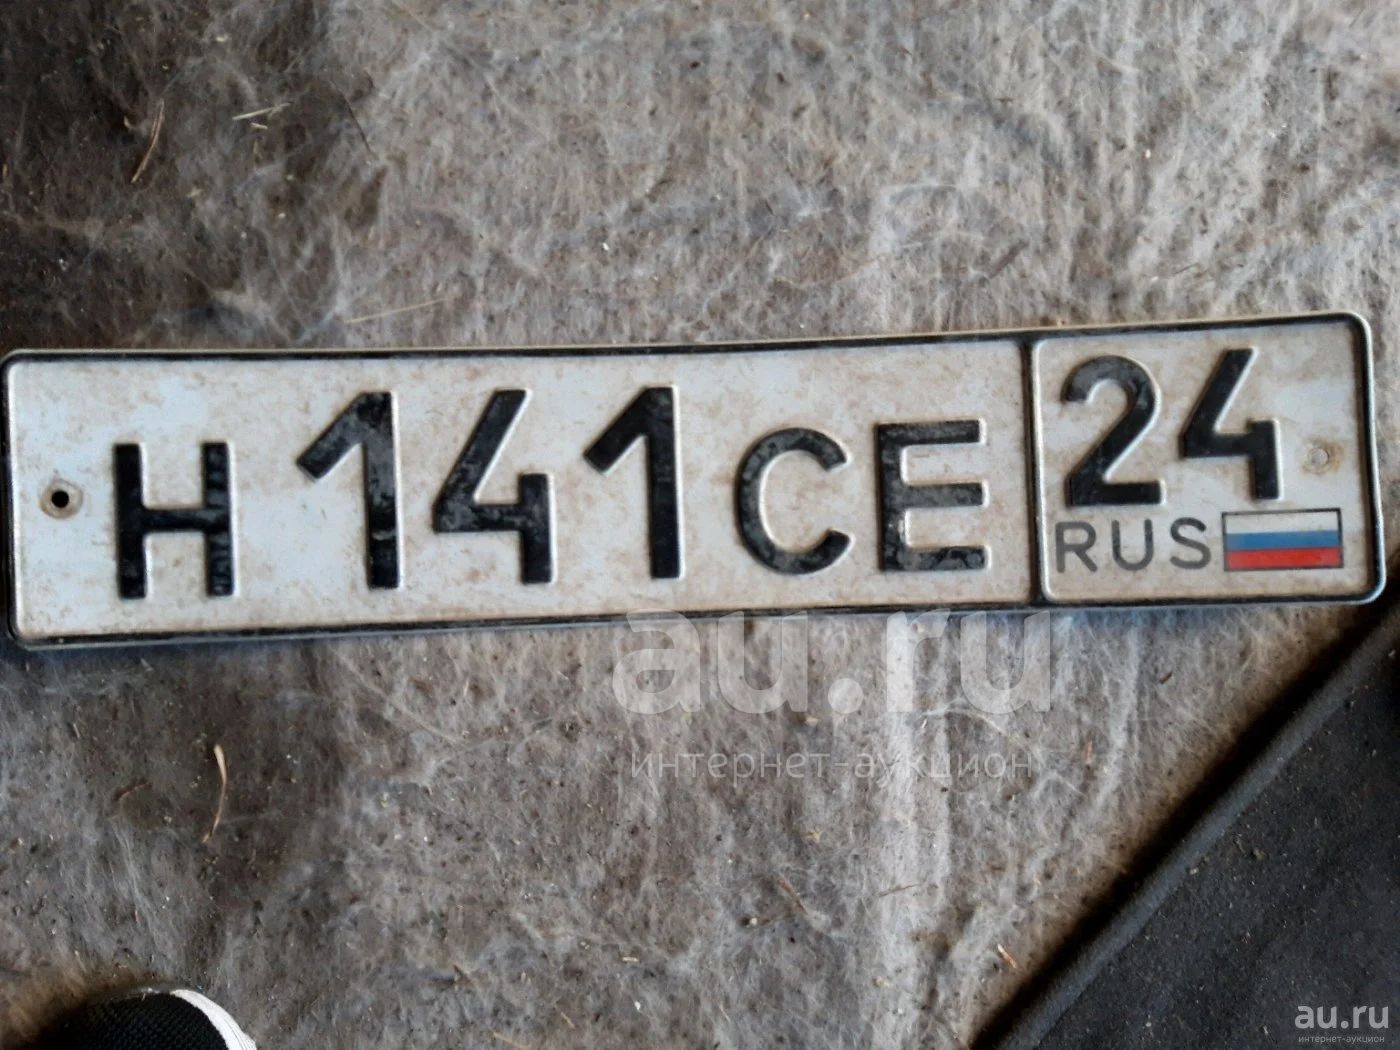 Н 141 СЕ 24
RUS
au.ru
интернет-аукцион
au.ru
интернет-аукцион